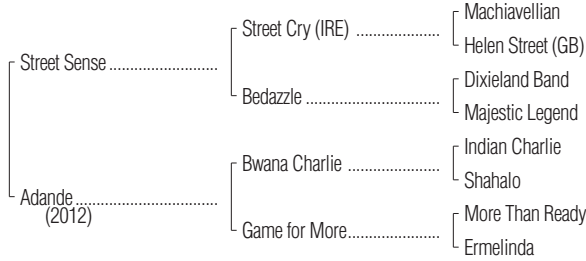 Machiavellian
Street Cry (IRE) ....................
Helen Street (GB)
Street Sense ..........................
Dixieland Band
Bedazzle ................................
Majestic Legend
Indian Charlie
Bwana Charlie ......................
Shahalo
Adande ..................................
(2012)
More Than Ready
Game for More ......................
Ermelinda